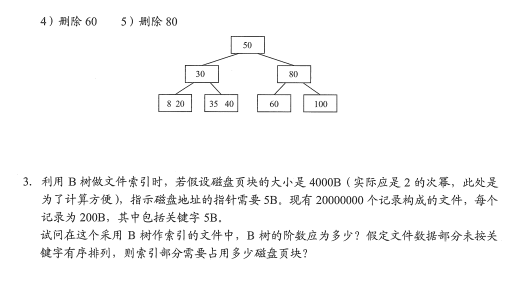 4）删除 60 5）删除 80
50
30 80
8 20 35 40 60 100
3. 利用 B 树做文件索引时，若假设磁盘页块的大小是 4000B（实际应是 2 的次幂，此处是
为了计算方便），指示磁盘地址的指针需要 5B。现有 20000000 个记录构成的文件，每个
记录为 200B，其中包括关键字 5B。
试问在这个采用 B 树作索引的文件中，B 树的阶数应为多少？假定文件数据部分未按关
键字有序排列，则索引部分需要占用多少磁盘页块？